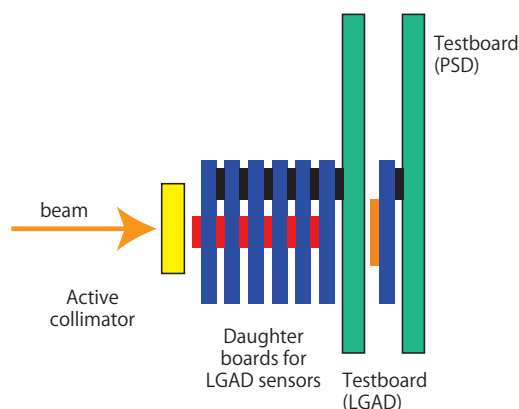 Testboard
(PSD)
beam
Active
collimator
Daughter
boards for
LGAD sensors
Testboard
(LGAD)